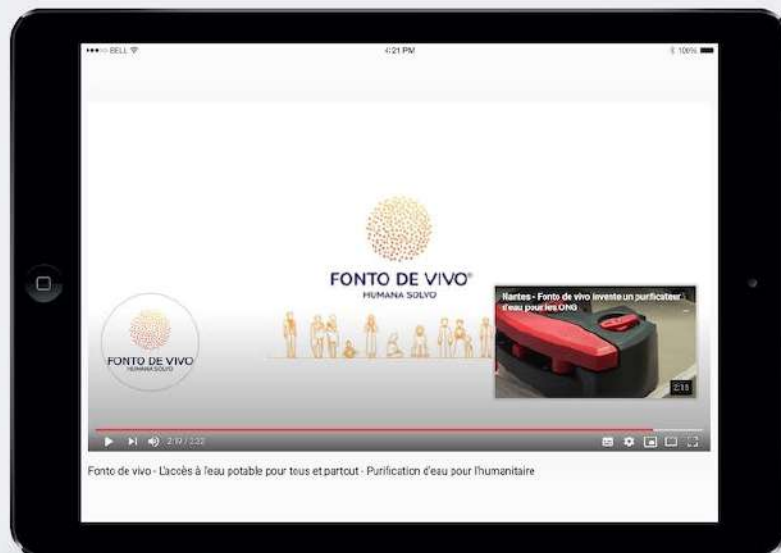 BELL
4:21 PM
100%
FONTO DE VIVO®
HUMANA SOLVO
Nantes - Fonto de vivo invente un purificateur
d'eau pour les ONG
FONTO DE VIVO
HUMANA SOLVO
2:18
2:19 / 2:22
Fonto de vivo - L'accès à l'eau potable pour tous et partout - Purification d'eau pour l'humanitaire